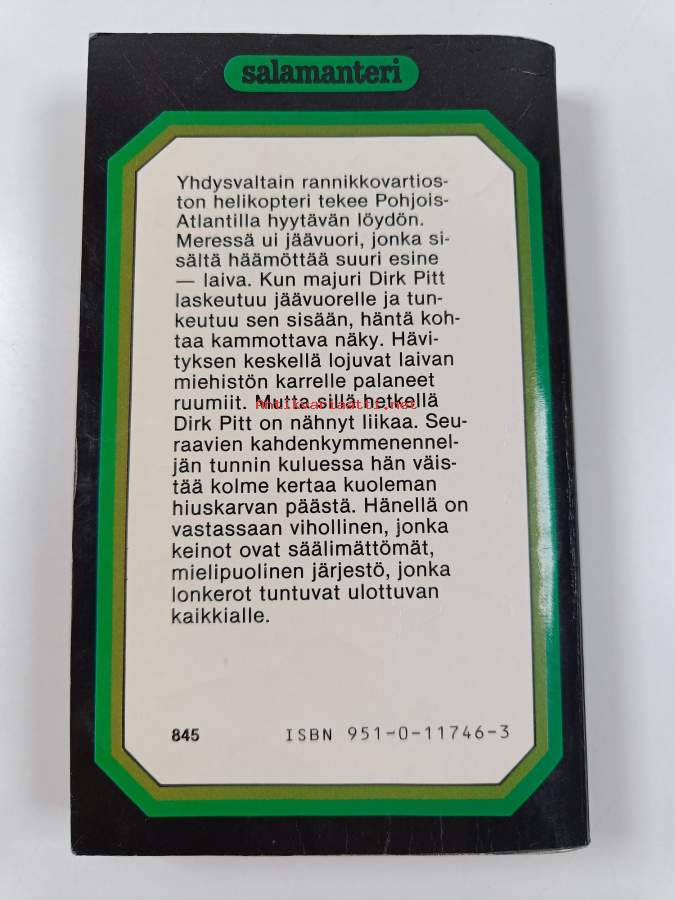 salamanteri
Yhdysvaltain rannikkovartios-
ton helikopteri tekee Pohjois-
Atlantilla hyytävän löydön.
Meressä ui jäävuori, jonka si-
sältä häämöttää suuri esine
— laiva. Kun majuri Dirk Pitt
laskeutuu jäävuorelle ja tun-
keutuu sen sisään, häntä koh-
taa kammottava näky. Hävi-
tyksen keskellä lojuvat laivan
miehistön karrelle palaneet
ruumiit. Mutta sillä hetkellä
Antikvariaatti.net
Dirk Pitt on nähnyt liikaa. Seu-
raavien kahdenkymmenennel-
jän tunnin kuluessa hän väis-
tää kolme kertaa kuoleman
hiuskarvan päästä. Hänellä on
vastassaan vihollinen, jonka
keinot ovat säälimättömät,
mielipuolinen järjestö, jonka
lonkerot tuntuvat ulottuvan
kaikkialle.
845 ISBN 951-0-11746-3